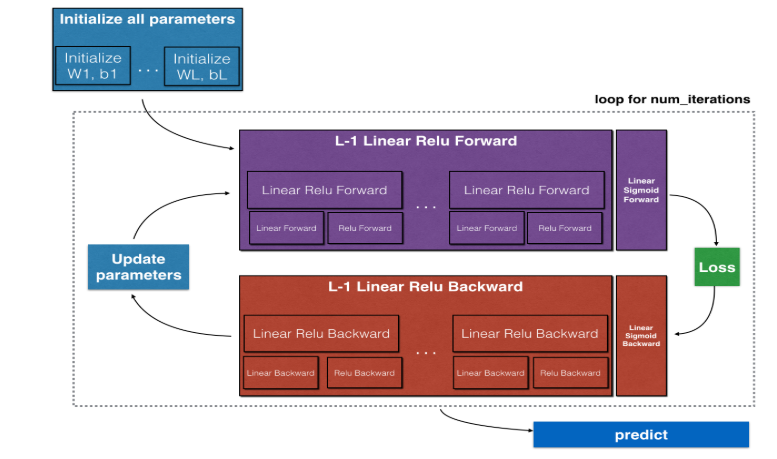 Initialize all parameters
Initialize
W1, b1
...
Initialize
WL, bL
loop for num_iterations
L-1 Linear Relu Forward
Linear Relu Forward
Linear Forward
Relu Forward
...
Linear Relu Forward
Linear Forward
Relu Forward
Linear
Sigmoid
Forward
Update
parameters
Loss
L-1 Linear Relu Backward
Linear Relu Backward
Linear Backward
Relu Backward
...
Linear Relu Backward
Linear Backward
Relu Backward
Linear
Sigmoid
Backward
predict